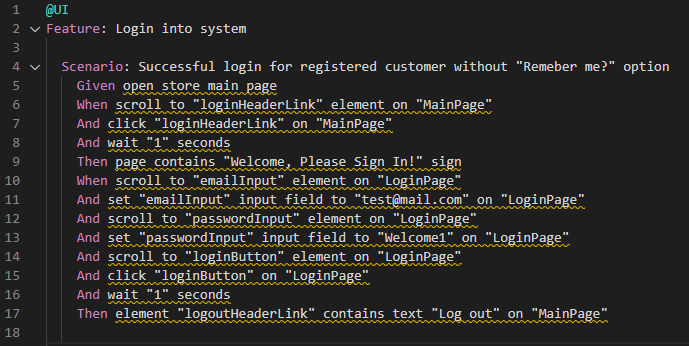 1 @UI
2 Feature: Login into system
3
4 Scenario: Successful login for registered customer without "Remeber me?" option
5 Given open store main page
6 When scroll to "loginHeaderLink" element on "MainPage"
7 And click "loginHeaderLink" on "MainPage"
8 And wait "1" seconds
9 Then page contains "Welcome, Please Sign In!" sign
10 When scroll to "emailInput" element on "LoginPage"
11 And set "emailInput" input field to "test@mail.com" on "LoginPage"
12 And scroll to "passwordInput" element on "LoginPage"
13 And set "passwordInput" input field to "Welcome1" on "LoginPage"
14 And scroll to "loginButton" element on "LoginPage"
15 And click "loginButton" on "LoginPage"
16 And wait "1" seconds
17 Then element "logoutHeaderLink" contains text "Log out" on "MainPage"
18